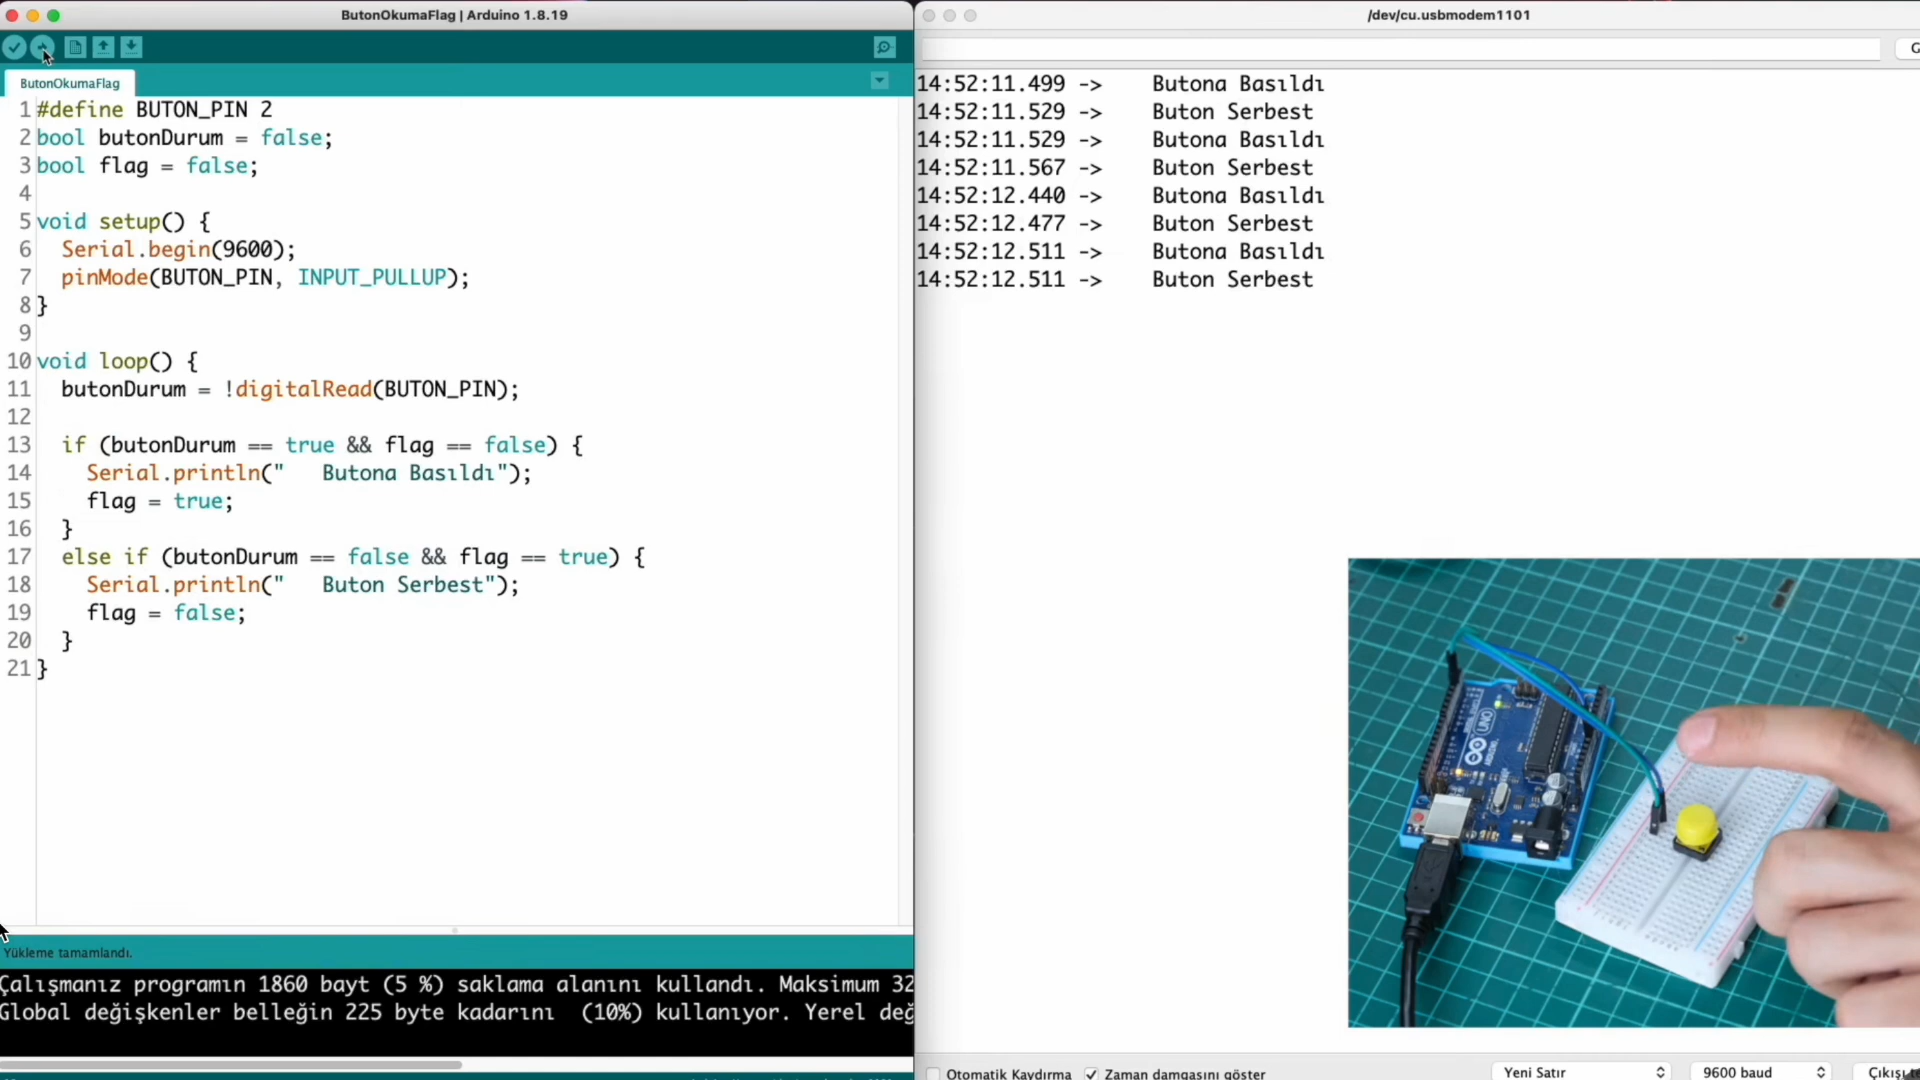 ButonOkumaFlag | Arduino 1.8.19
ButonOkumaFlag
1 #define BUTON_PIN 2
2 bool butonDurum = false;
3 bool flag = false;
4
5 void setup() {
6 Serial.begin(9600);
7 pinMode(BUTON_PIN, INPUT_PULLUP);
8 }
9
10 void loop() {
11 butonDurum = !digitalRead(BUTON_PIN);
12
13 if (butonDurum == true && flag == false) {
14 Serial.println("   Butona Basıldı");
15 flag = true;
16 }
17 else if (butonDurum == false && flag == true) {
18 Serial.println("   Buton Serbest");
19 flag = false;
20 }
21 }
Yükleme tamamlandı.
Çalışmanız programın 1860 bayt (5 %) saklama alanını kullandı. Maksimum 32
Global değişkenler belleğin 225 byte kadarını  (10%) kullanıyor. Yerel değ
/dev/cu.usbmodem1101
G
14:52:11.499 ->    Butona Basıldı
14:52:11.529 ->    Buton Serbest
14:52:11.529 ->    Butona Basıldı
14:52:11.567 ->    Buton Serbest
14:52:12.440 ->    Butona Basıldı
14:52:12.477 ->    Buton Serbest
14:52:12.511 ->    Butona Basıldı
14:52:12.511 ->    Buton Serbest
UNO
ARDUINO
Otomatik Kaydırma
Zaman damgasını göster
Yeni Satır
9600 baud
Çıkışı te